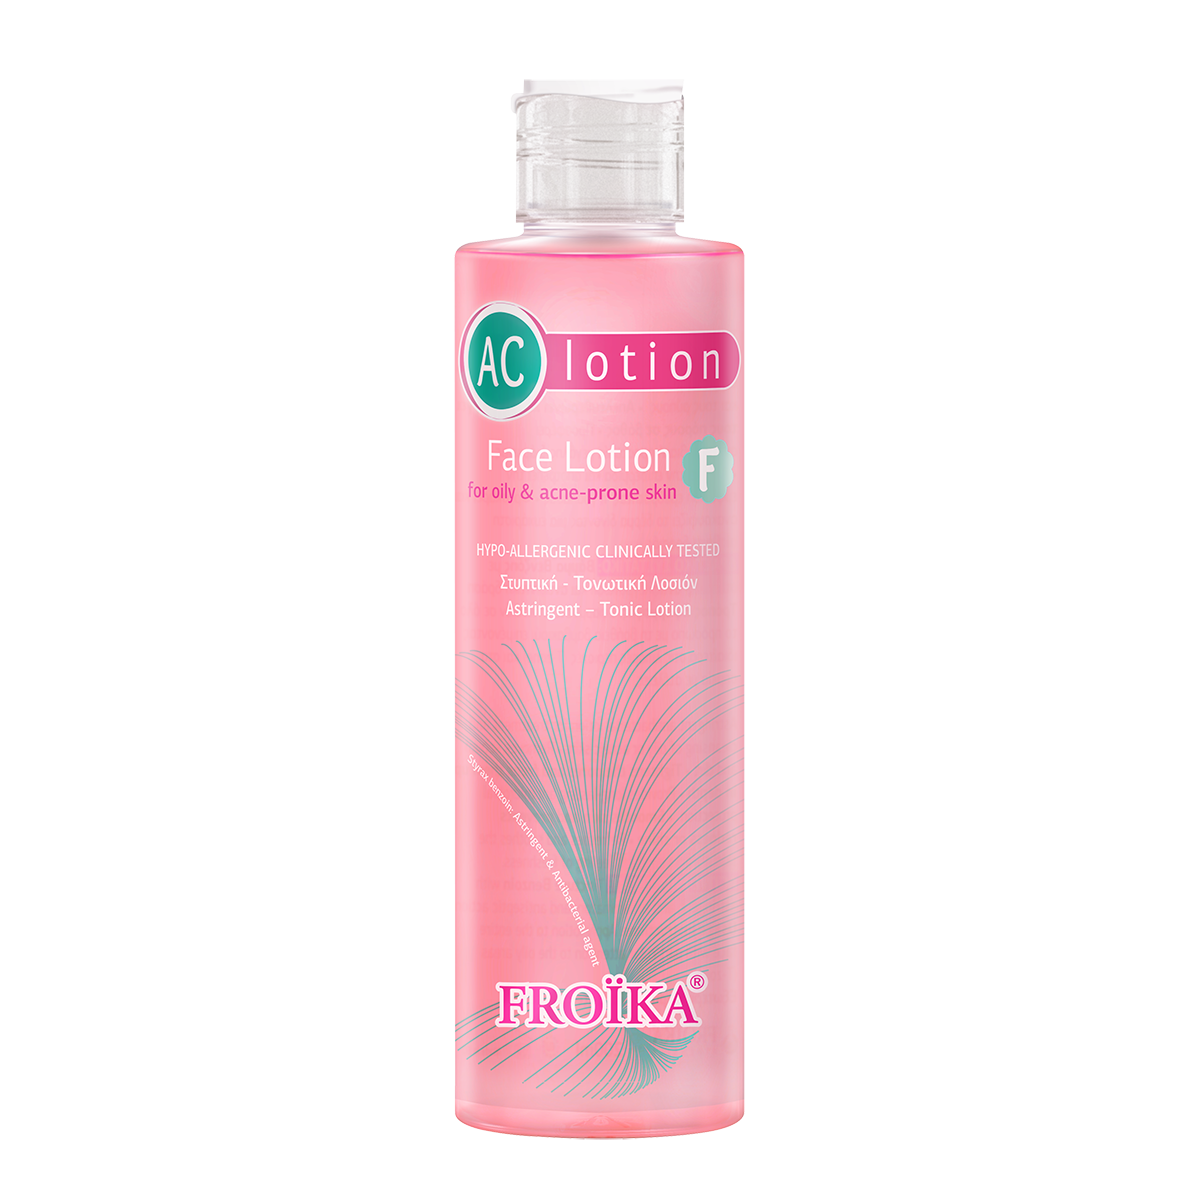 AC lotion
Face Lotion F
for oily & acne-prone skin
HYPO-ALLERGENIC CLINICALLY TESTED
Στυπτική - Τονωτική Λοσιόν
Astringent – Tonic Lotion
Styrax benzoin: Astringent & Antibacterial agent
FROÏKA®